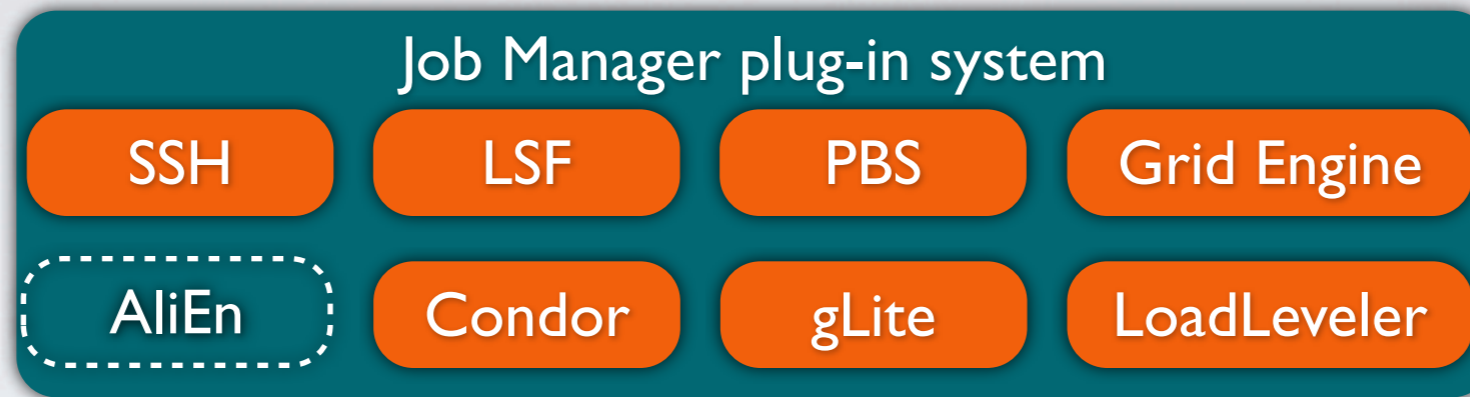 Job Manager plug-in system
SSH LSF PBS Grid Engine
AliEn Condor gLite LoadLeveler